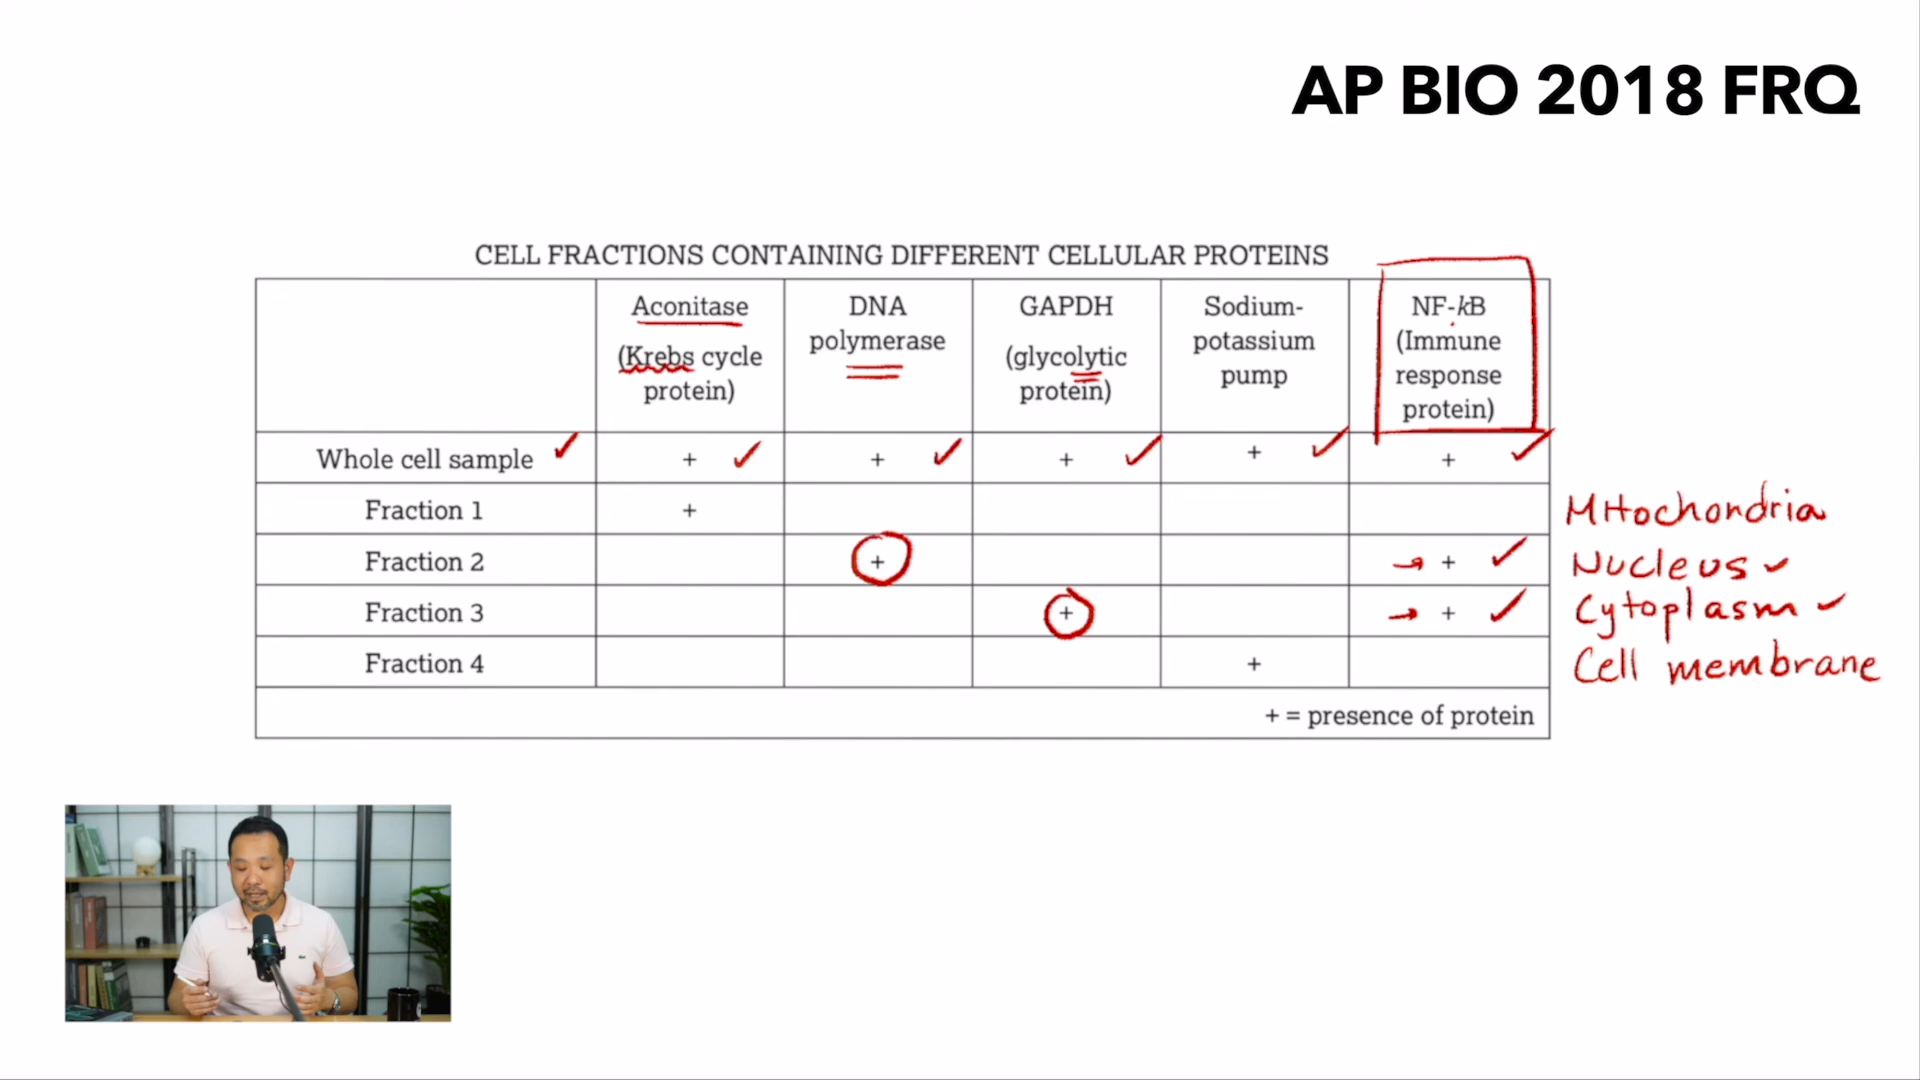 AP BIO 2018 FRQ
CELL FRACTIONS CONTAINING DIFFERENT CELLULAR PROTEINS
Aconitase
(Krebs cycle
protein)
DNA
polymerase
GAPDH
(glycolytic
protein)
Sodium-
potassium
pump
NF-kB
(Immune
response
protein)
Whole cell sample ✓ + ✓ + ✓ + ✓ + ✓ + ✓
Fraction 1 + Mitochondria
Fraction 2 + → + ✓ Nucleus ✓
Fraction 3 + → + ✓ Cytoplasm ✓
Fraction 4 + Cell membrane
+ = presence of protein